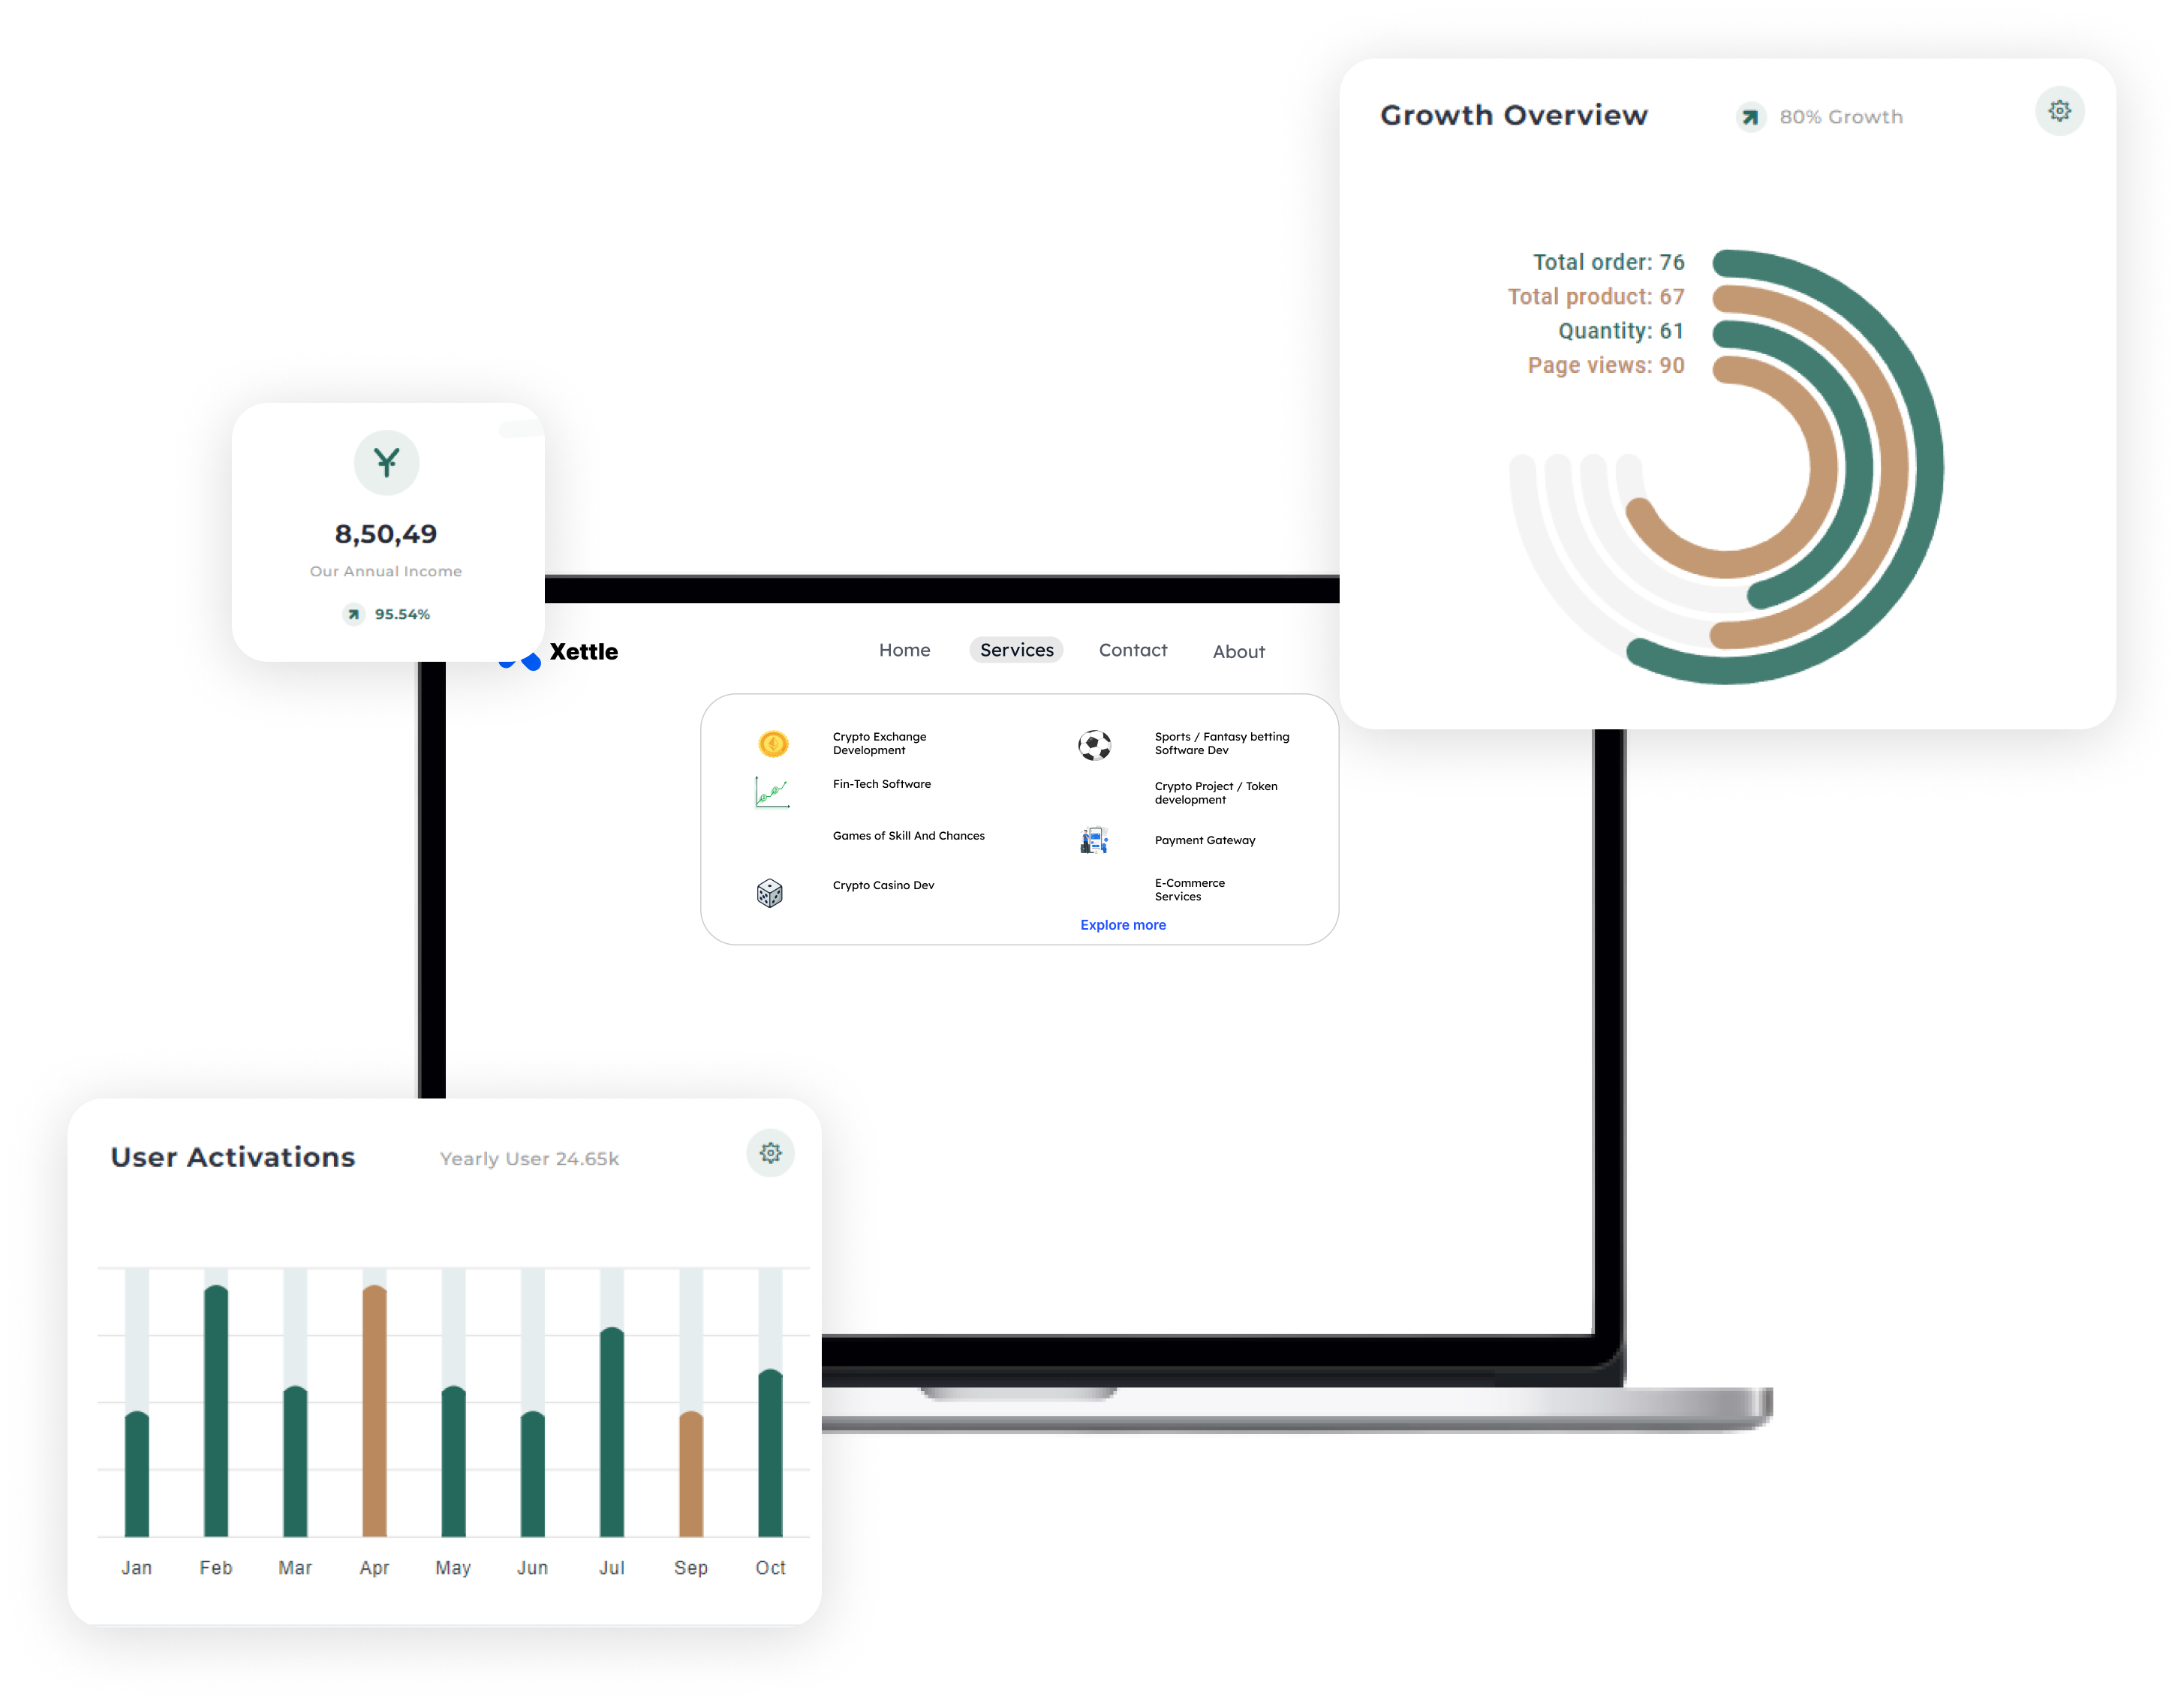 Growth Overview
80% Growth
Total order: 76
Total product: 67
Quantity: 61
Page views: 90
8,50,49
Our Annual Income
95.54%
Xettle
Home
Services
Contact
About
Crypto Exchange
Development
Fin-Tech Software
Games of Skill And Chances
Crypto Casino Dev
Sports / Fantasy betting
Software Dev
Crypto Project / Token
development
Payment Gateway
E-Commerce
Services
Explore more
User Activations
Yearly User 24.65k
Jan Feb Mar Apr May Jun Jul Sep Oct